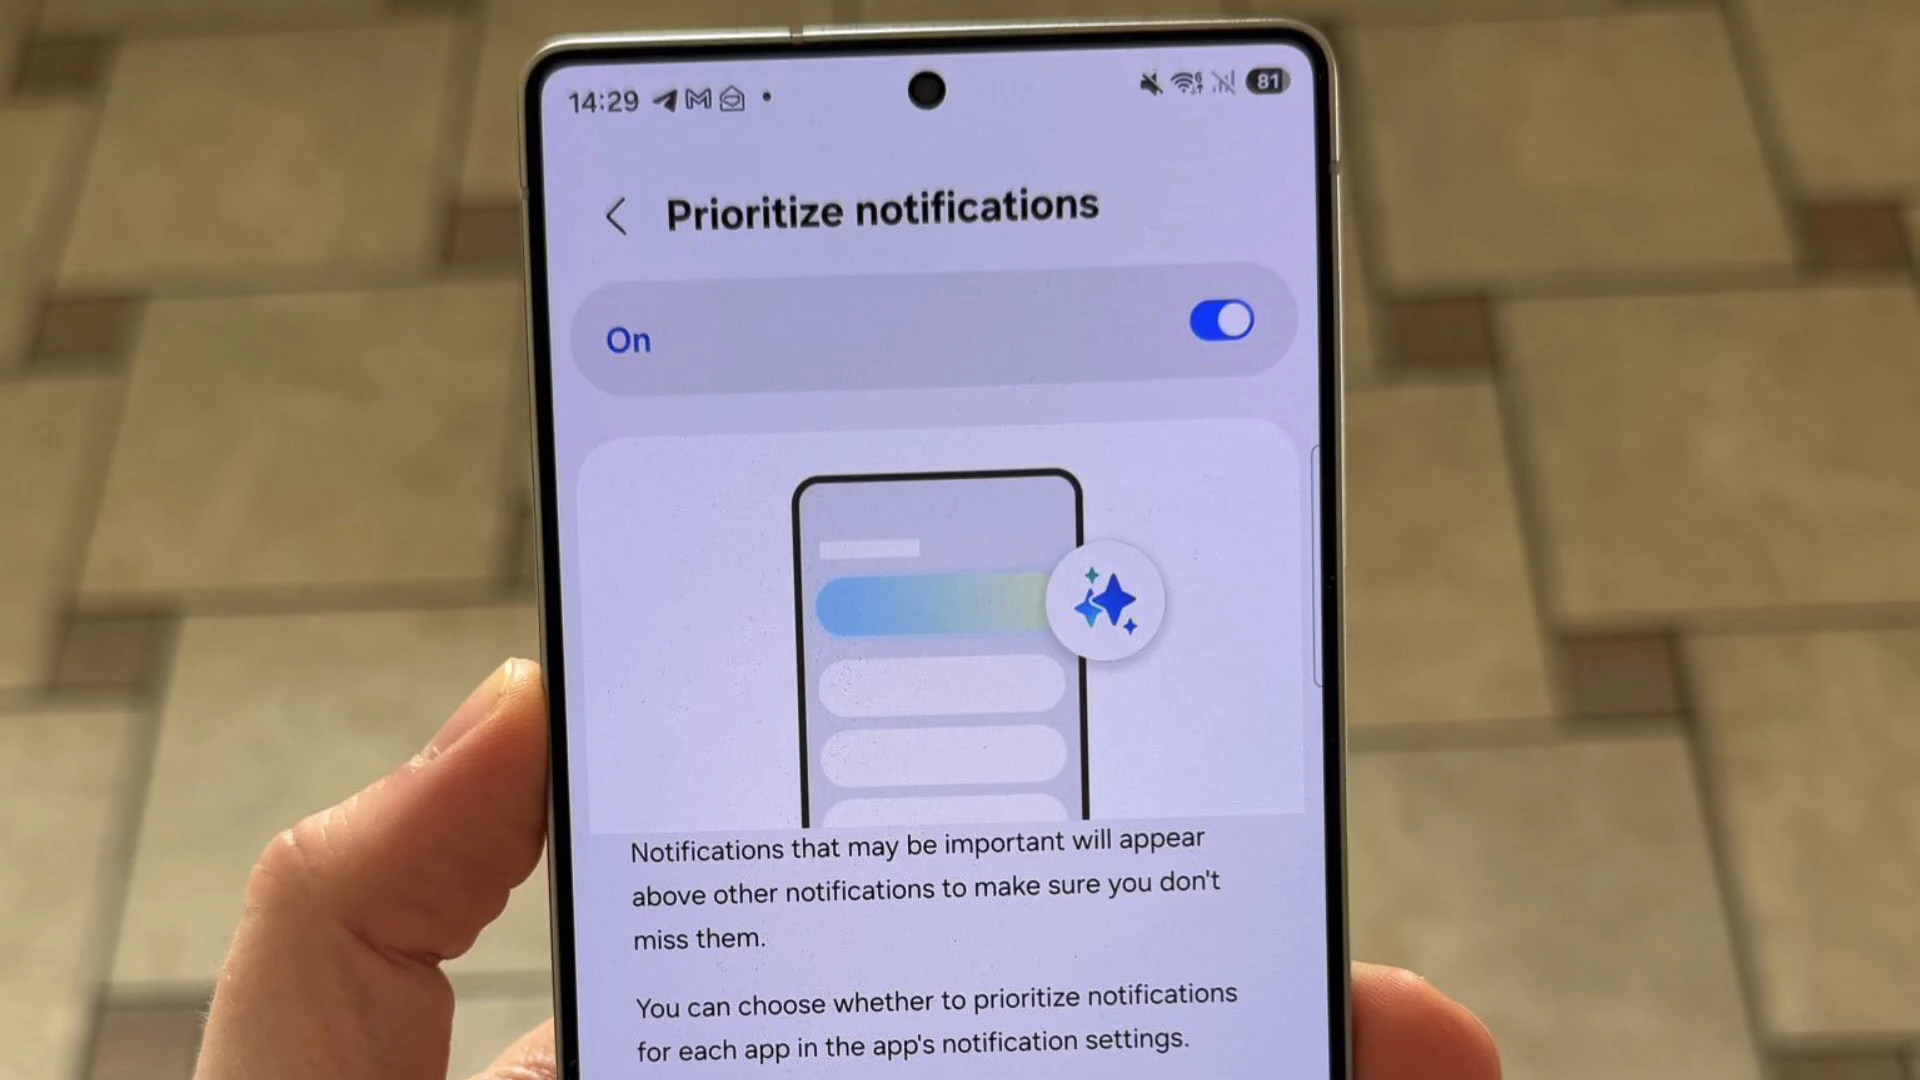 14:29 81
Prioritize notifications
On
Notifications that may be important will appear
above other notifications to make sure you don't
miss them.
You can choose whether to prioritize notifications
for each app in the app's notification settings.